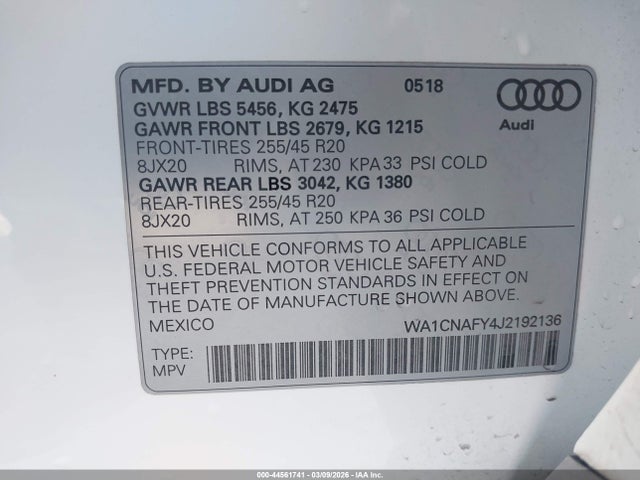 MFD. BY AUDI AG 0518
GVWR LBS 5456, KG 2475
GAWR FRONT LBS 2679, KG 1215
FRONT-TIRES 255/45 R20
8JX20 RIMS, AT 230 KPA 33 PSI COLD
GAWR REAR LBS 3042, KG 1380
REAR-TIRES 255/45 R20
8JX20 RIMS, AT 250 KPA 36 PSI COLD
Audi
THIS VEHICLE CONFORMS TO ALL APPLICABLE
U.S. FEDERAL MOTOR VEHICLE SAFETY AND
THEFT PREVENTION STANDARDS IN EFFECT ON
THE DATE OF MANUFACTURE SHOWN ABOVE.
MEXICO WA1CNAFY4J2192136
TYPE:
MPV
000-44561741 | 03/09/2026 | IAA Inc.